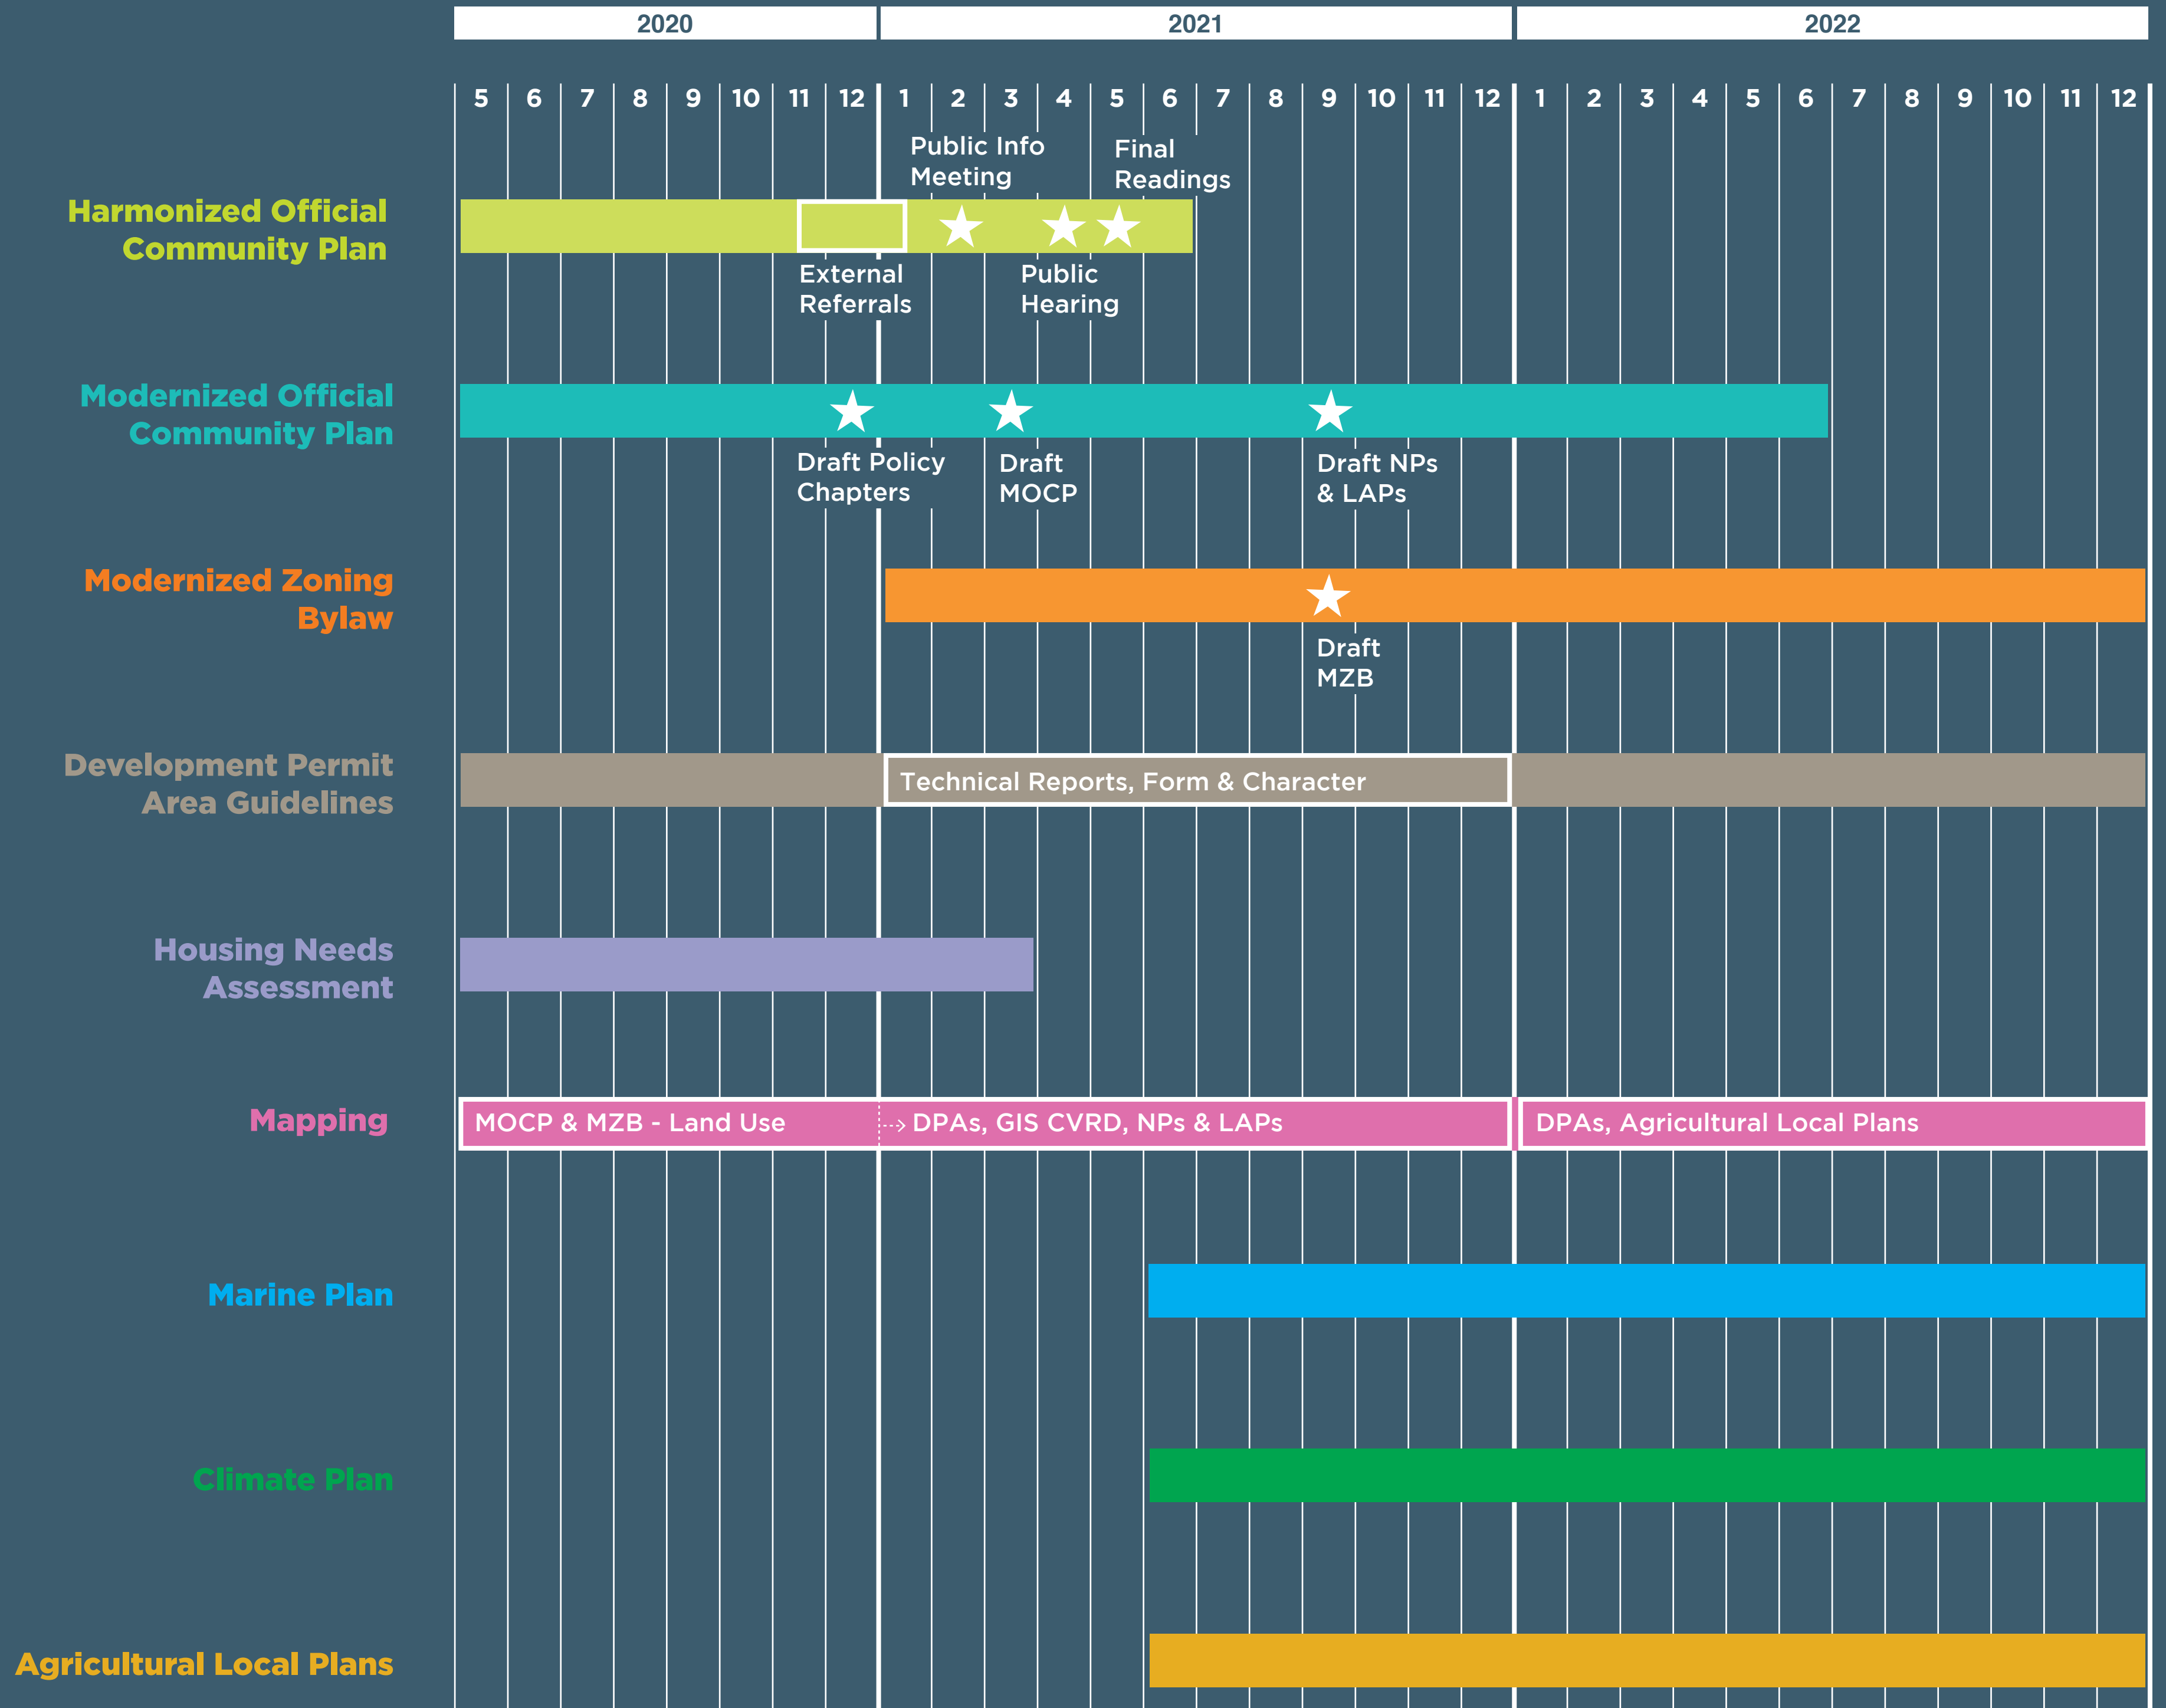 2020 2021 2022
5 6 7 8 9 10 11 12 1 2 3 4 5 6 7 8 9 10 11 12 1 2 3 4 5 6 7 8 9 10 11 12
Public Info
Meeting
Final
Readings
Harmonized Official
Community Plan
External
Referrals
Public
Hearing
Modernized Official
Community Plan
Draft Policy
Chapters
Draft
MOCP
Draft NPs
& LAPs
Modernized Zoning
Bylaw
Draft
MZB
Development Permit
Area Guidelines
Technical Reports, Form & Character
Housing Needs
Assessment
Mapping
MOCP & MZB - Land Use
DPAs, GIS CVRD, NPs & LAPs
DPAs, Agricultural Local Plans
Marine Plan
Climate Plan
Agricultural Local Plans